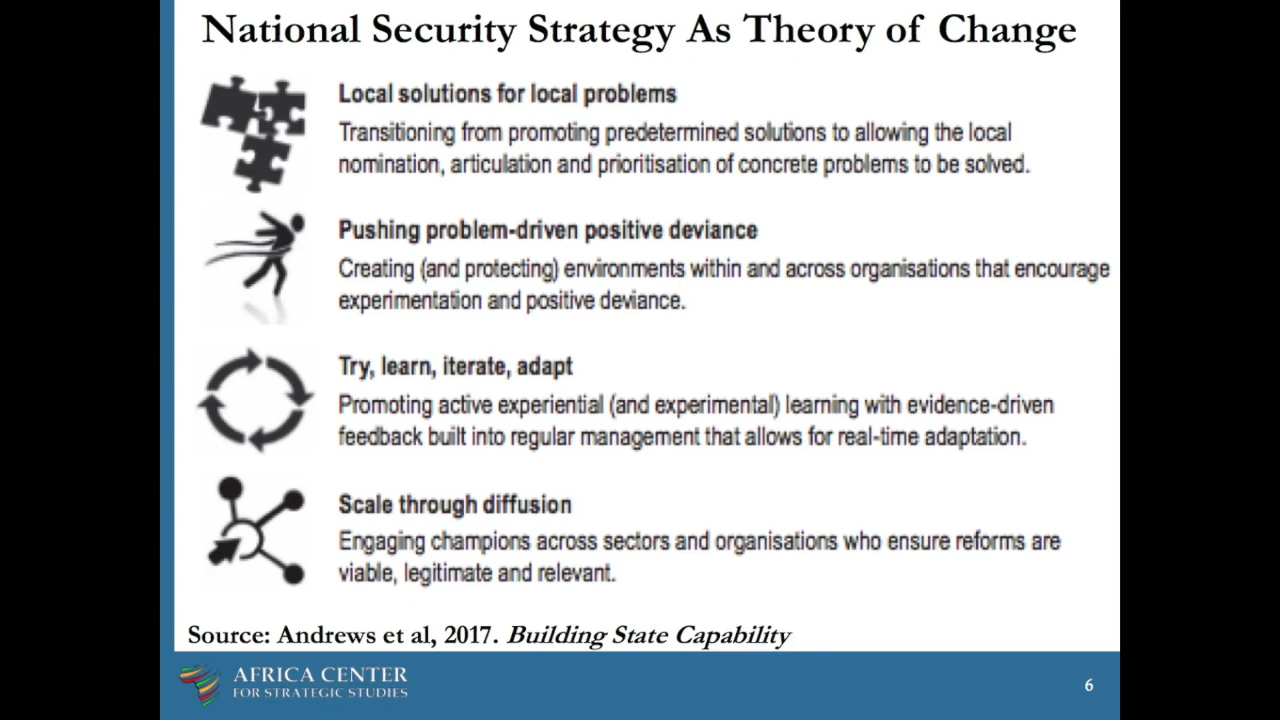 National Security Strategy As Theory of Change
Local solutions for local problems
Transitioning from promoting predetermined solutions to allowing the local
nomination, articulation and prioritisation of concrete problems to be solved.
Pushing problem-driven positive deviance
Creating (and protecting) environments within and across organisations that encourage
experimentation and positive deviance.
Try, learn, iterate, adapt
Promoting active experiential (and experimental) learning with evidence-driven
feedback built into regular management that allows for real-time adaptation.
Scale through diffusion
Engaging champions across sectors and organisations who ensure reforms are
viable, legitimate and relevant.
Source: Andrews et al, 2017. Building State Capability
AFRICA CENTER
FOR STRATEGIC STUDIES
6